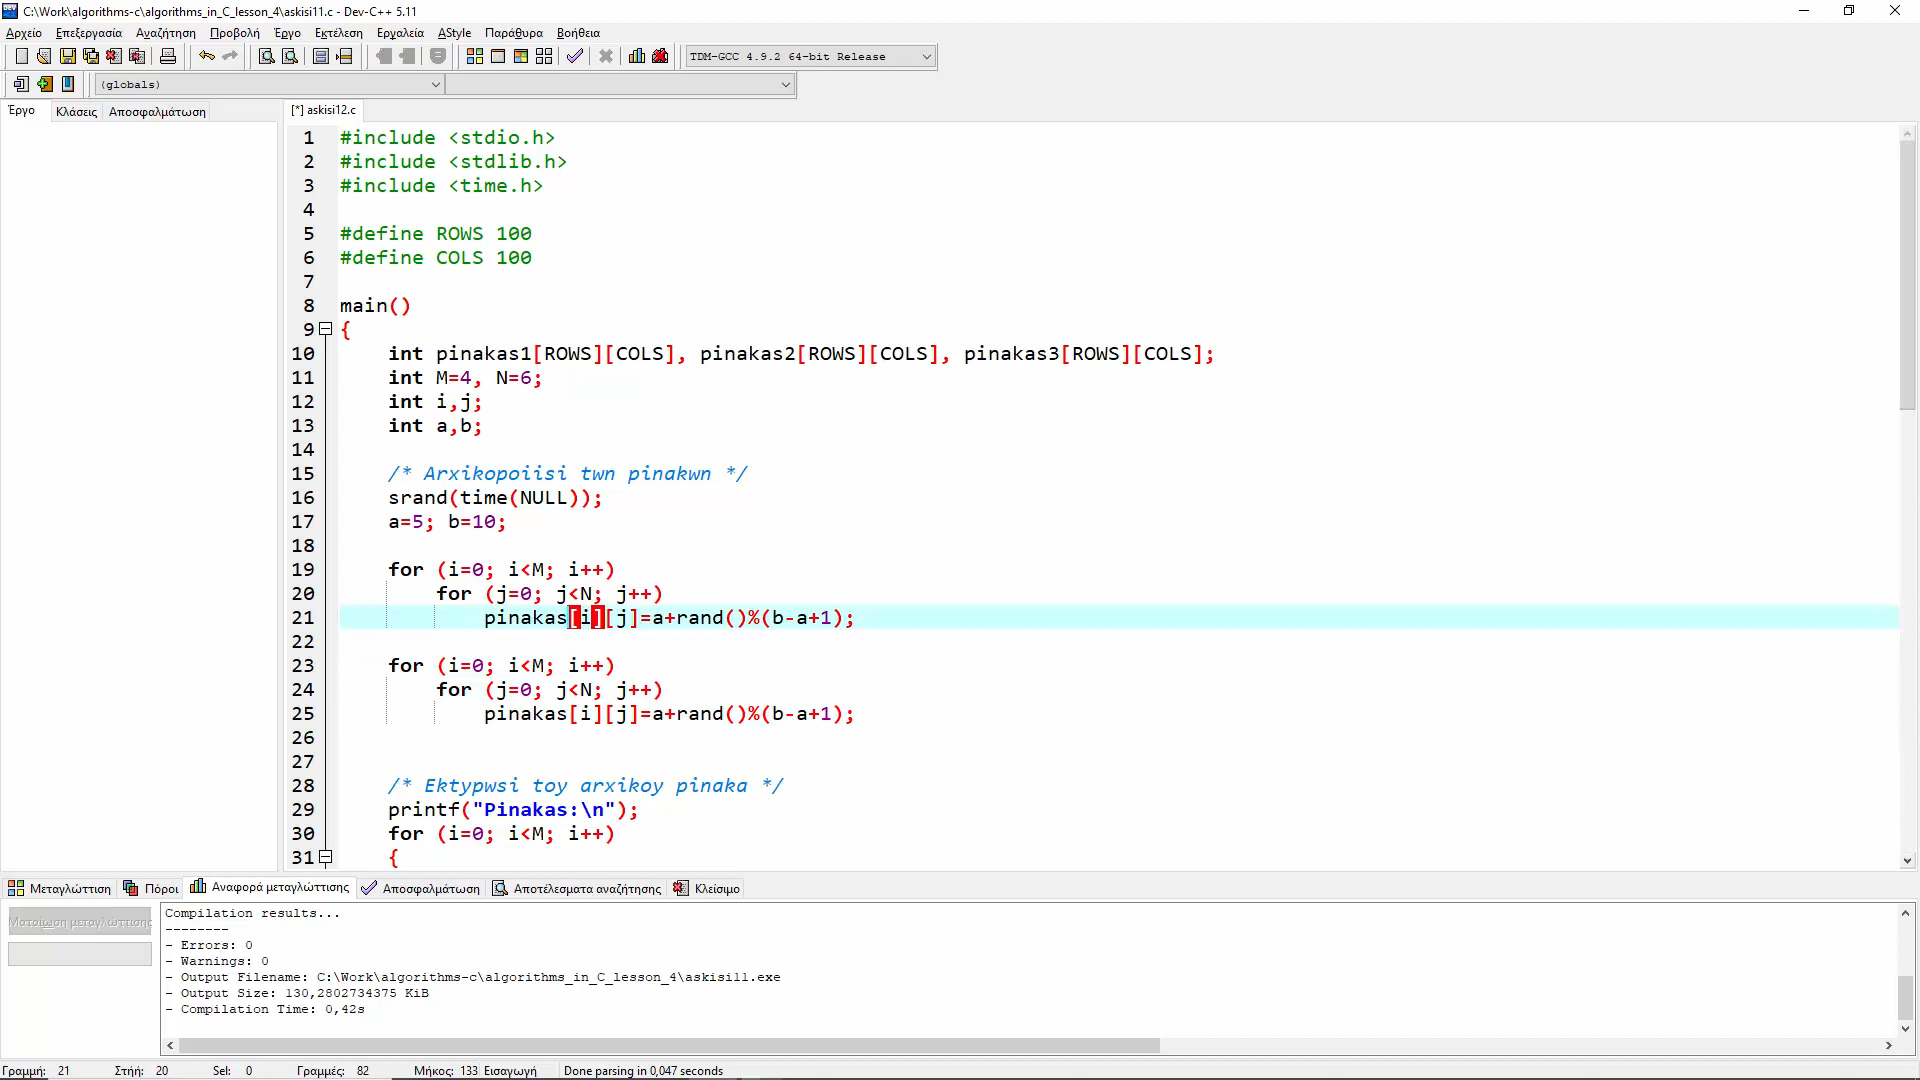 C:\Work\algorithms-c\algorithms_in_C_lesson_4\askisi11.c - Dev-C++ 5.11
Αρχείο Επεξεργασία Αναζήτηση Προβολή Έργο Εκτέλεση Εργαλεία AStyle Παράθυρα Βοήθεια
TDM-GCC 4.9.2 64-bit Release
(globals)
Έργο Κλάσεις Αποσφαλμάτωση
[*] askisi12.c
1 #include <stdio.h>
2 #include <stdlib.h>
3 #include <time.h>
4
5 #define ROWS 100
6 #define COLS 100
7
8 main()
9 {
10 int pinakas1[ROWS][COLS], pinakas2[ROWS][COLS], pinakas3[ROWS][COLS];
11 int M=4, N=6;
12 int i,j;
13 int a,b;
14
15 /* Arxikopoiisi twn pinakwn */
16 srand(time(NULL));
17 a=5; b=10;
18
19 for (i=0; i<M; i++)
20 for (j=0; j<N; j++)
21 pinakas[i][j]=a+rand()%(b-a+1);
22
23 for (i=0; i<M; i++)
24 for (j=0; j<N; j++)
25 pinakas[i][j]=a+rand()%(b-a+1);
26
27
28 /* Ektypwsi toy arxikoy pinaka */
29 printf("Pinakas:\n");
30 for (i=0; i<M; i++)
31 {
Μεταγλώττιση Πόροι Αναφορά μεταγλώττισης Αποσφαλμάτωση Αποτέλεσματα αναζήτησης Κλείσιμο
Ματαίωση μεταγλώττισης
Compilation results...
--------
- Errors: 0
- Warnings: 0
- Output Filename: C:\Work\algorithms-c\algorithms_in_C_lesson_4\askisi11.exe
- Output Size: 130,2802734375 KiB
- Compilation Time: 0,42s
Γραμμή: 21 Στήή: 20 Sel: 0 Γραμμές: 82 Μήκος: 133 Εισαγωγή Done parsing in 0,047 seconds